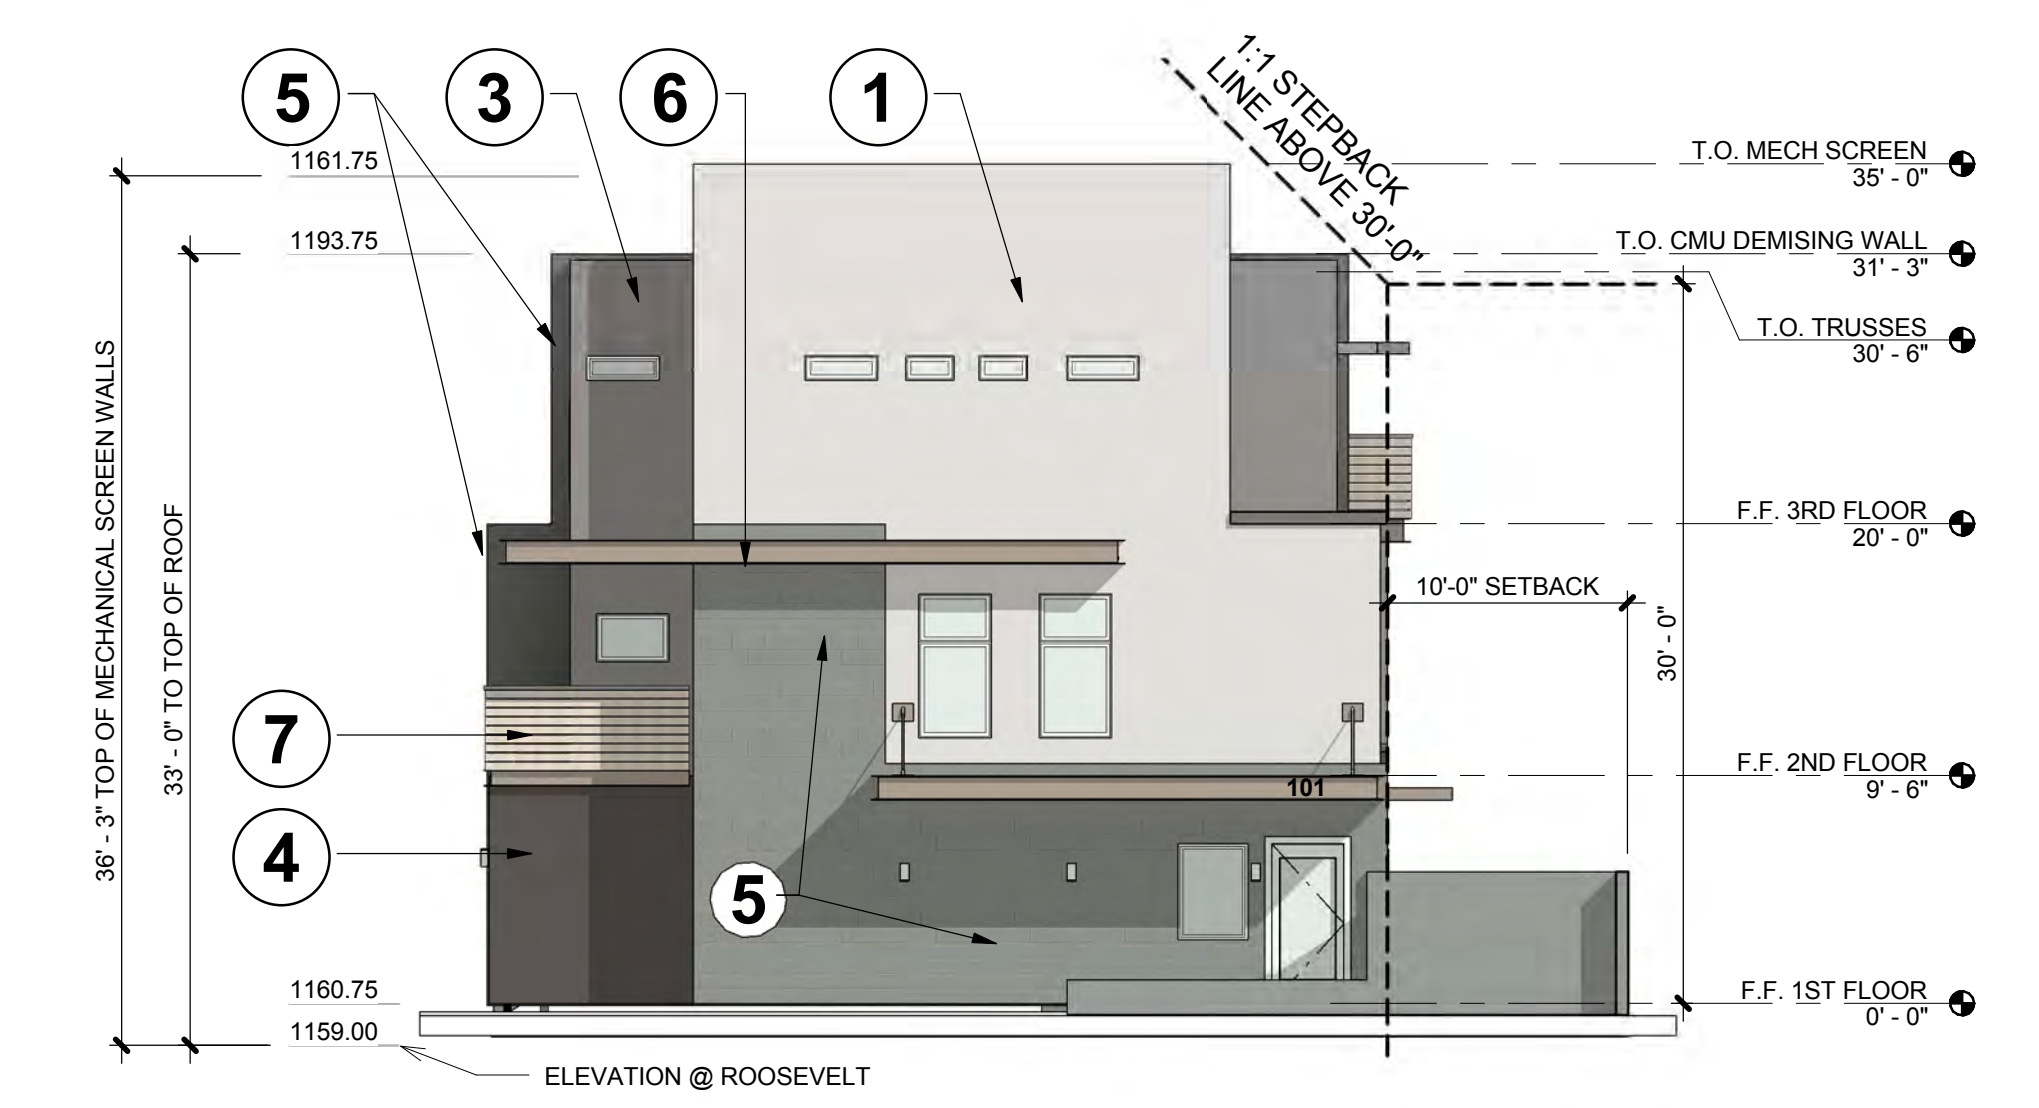 5
3
6
1
1:1 STEPBACK
LINE ABOVE 30'-0"
1161.75
1193.75
T.O. MECH SCREEN
35' - 0"
T.O. CMU DEMISING WALL
31' - 3"
T.O. TRUSSES
30' - 6"
36' - 3" TOP OF MECHANICAL SCREEN WALLS
33' - 0" TO TOP OF ROOF
F.F. 3RD FLOOR
20' - 0"
10'-0" SETBACK
30' - 0"
7
F.F. 2ND FLOOR
9' - 6"
101
4
5
1160.75
F.F. 1ST FLOOR
0' - 0"
1159.00
ELEVATION @ ROOSEVELT